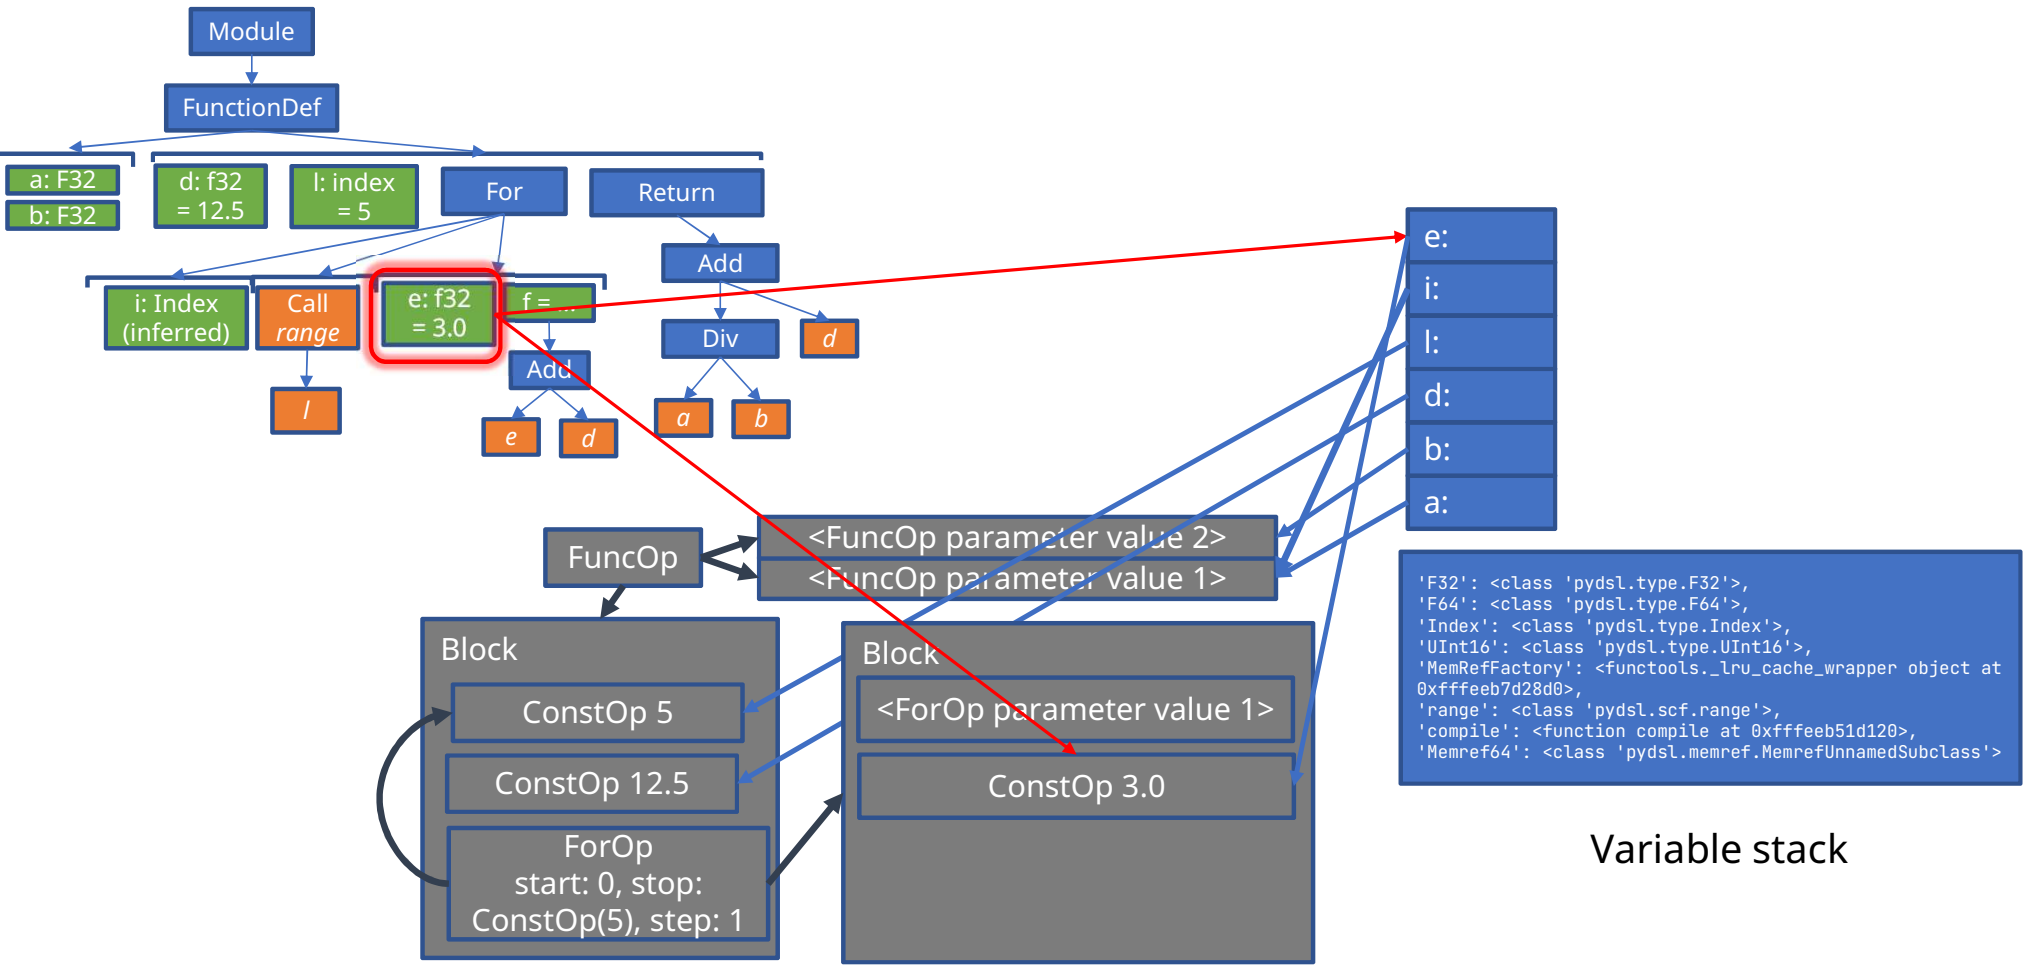 Module
FunctionDef
a: F32
b: F32
d: f32
= 12.5
l: index
= 5
For
Return
i: Index
(inferred)
Call
range
e: f32
= 3.0
f = ...
Add
Div
d
l
Add
e
d
a
b
e:
i:
l:
d:
b:
a:
FuncOp
<FuncOp parameter value 2>
<FuncOp parameter value 1>
Block
ConstOp 5
ConstOp 12.5
ForOp
start: 0, stop:
ConstOp(5), step: 1
Block
<ForOp parameter value 1>
ConstOp 3.0
'F32': <class 'pydsl.type.F32'>,
'F64': <class 'pydsl.type.F64'>,
'Index': <class 'pydsl.type.Index'>,
'UInt16': <class 'pydsl.type.UInt16'>,
'MemRefFactory': <functools._lru_cache_wrapper object at
0xfffeeb7d28d0>,
'range': <class 'pydsl.scf.range'>,
'compile': <function compile at 0xfffeeb51d120>,
'Memref64': <class 'pydsl.memref.MemrefUnnamedSubclass'>
Variable stack